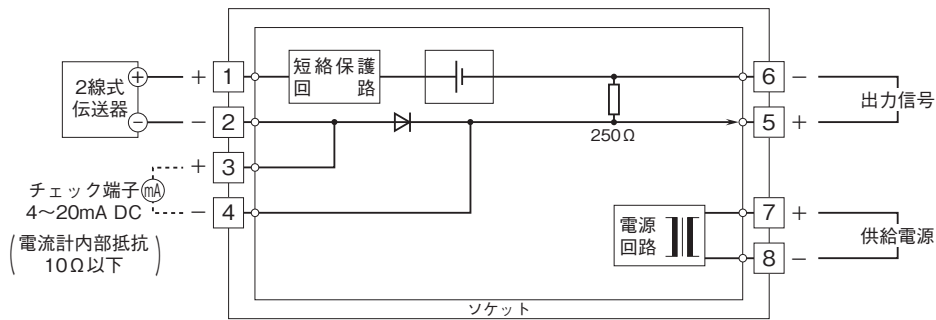 2線式
伝送器
+
−
+ 1
− 2
+ 3
− 4
チェック端子 mA
4〜20mA DC
(電流計内部抵抗
10Ω以下)
短絡保護
回路
250Ω
電源
回路
6 −
5 +
出力信号
7 +
8 −
供給電源
ソケット